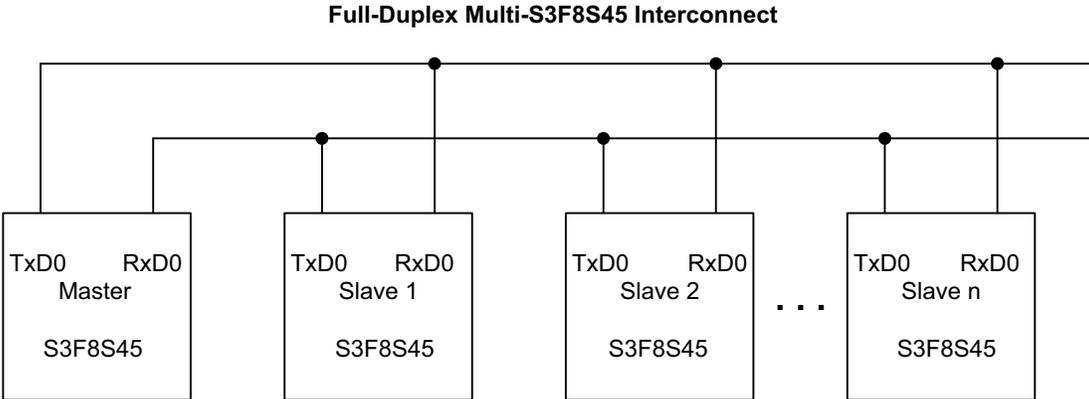 Full-Duplex Multi-S3F8S45 Interconnect
TxD0 RxD0
Master
S3F8S45
TxD0 RxD0
Slave 1
S3F8S45
TxD0 RxD0
Slave 2
S3F8S45
. . .
TxD0 RxD0
Slave n
S3F8S45